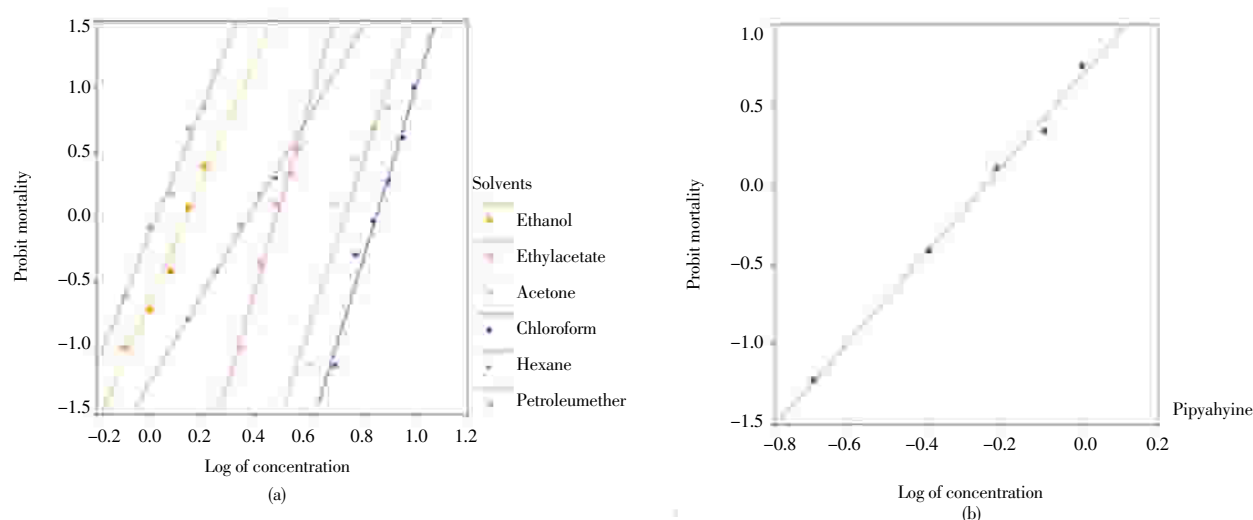 1.5
1.0
0.5
0.0
−0.5
−1.0
−1.5
Probit mortality
−0.2 0.0 0.2 0.4 0.6 0.8 1.0 1.2
Log of concentration
(a)
Solvents
Ethanol
Ethylacetate
Acetone
Chloroform
Hexane
Petroleumether
1.0
0.5
0.0
−0.5
−1.0
−1.5
Probit mortality
−0.8 −0.6 −0.4 −0.2 0.0 0.2
Log of concentration
(b)
Pipyahyine